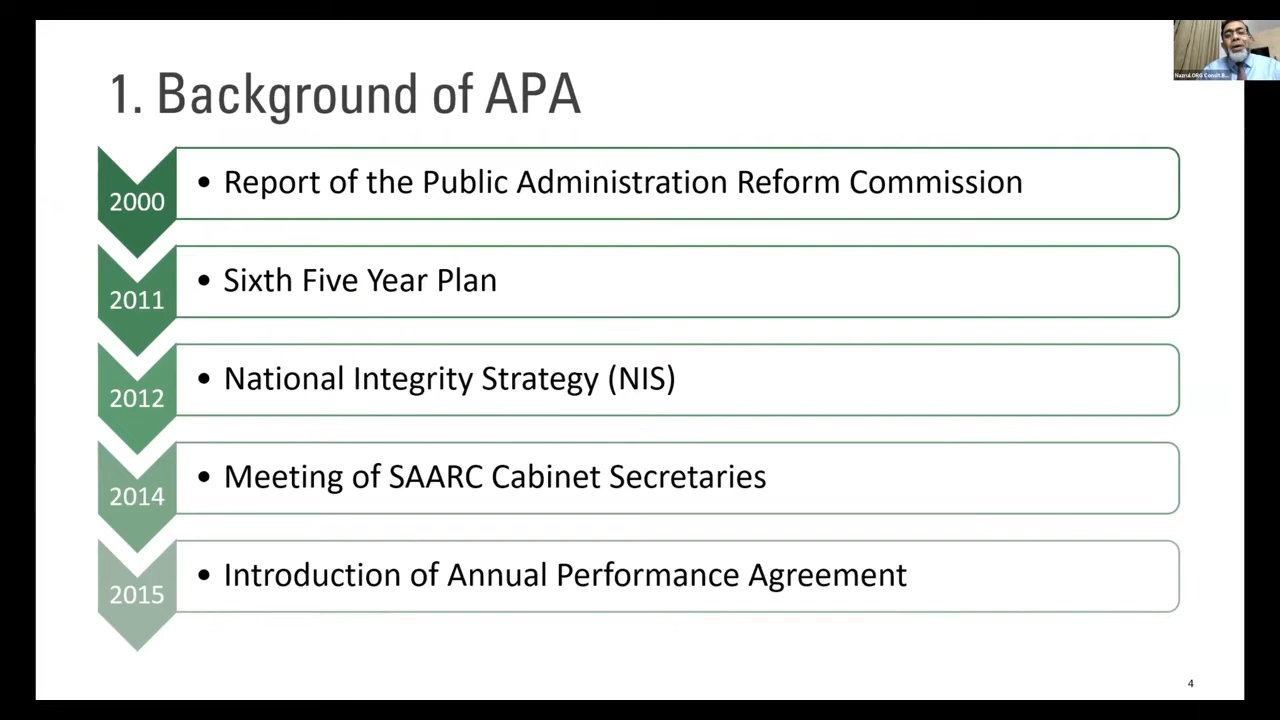 1. Background of APA
2000
• Report of the Public Administration Reform Commission
2011
• Sixth Five Year Plan
2012
• National Integrity Strategy (NIS)
2014
• Meeting of SAARC Cabinet Secretaries
2015
• Introduction of Annual Performance Agreement
4